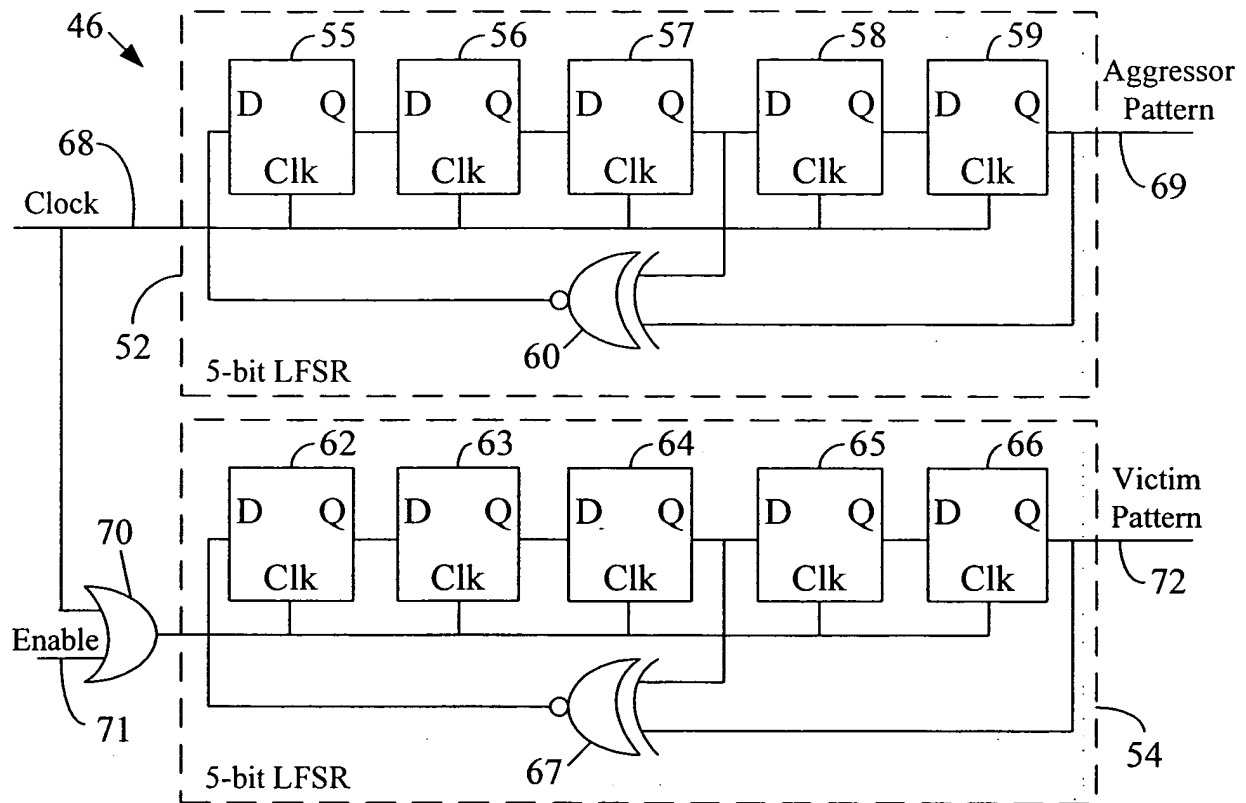 46
55
56
57
58
59
D Q
D Q
D Q
D Q
D Q
Clk
Clk
Clk
Clk
Clk
Aggressor
Pattern
69
68
Clock
52
60
5-bit LFSR
62
63
64
65
66
D Q
D Q
D Q
D Q
D Q
Clk
Clk
Clk
Clk
Clk
Victim
Pattern
72
70
Enable
71
67
54
5-bit LFSR